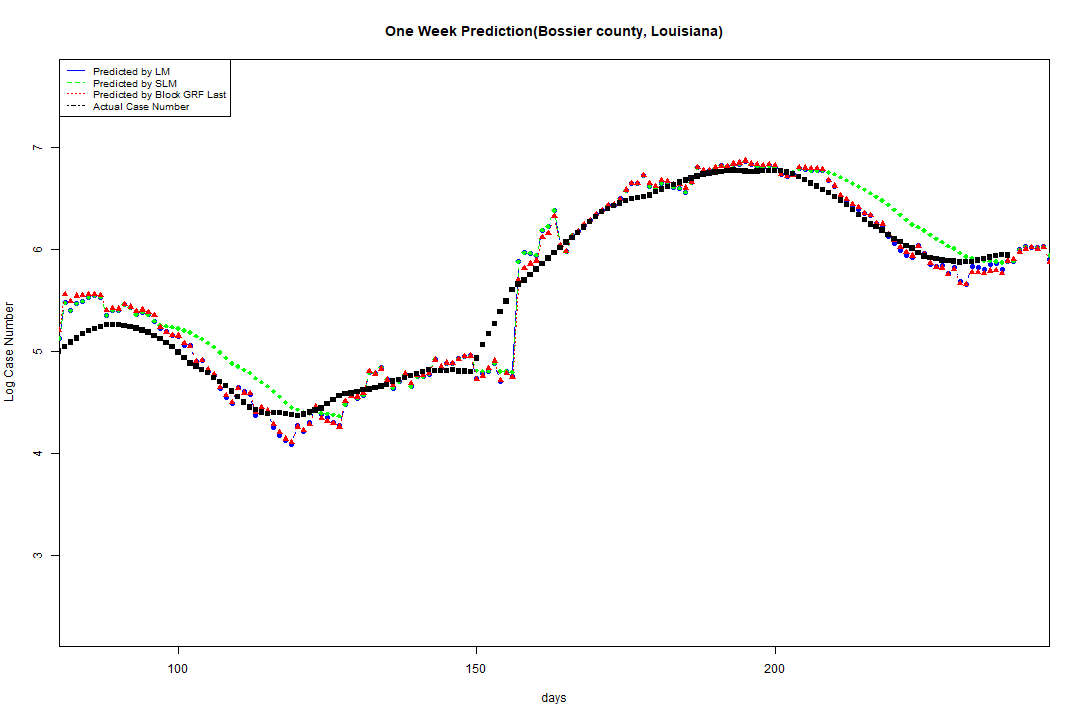 One Week Prediction(Bossier county, Louisiana)
Predicted by LM
Predicted by SLM
Predicted by Block GRF Last
Actual Case Number
7
6
5
4
3
Log Case Number
100 150 200
days